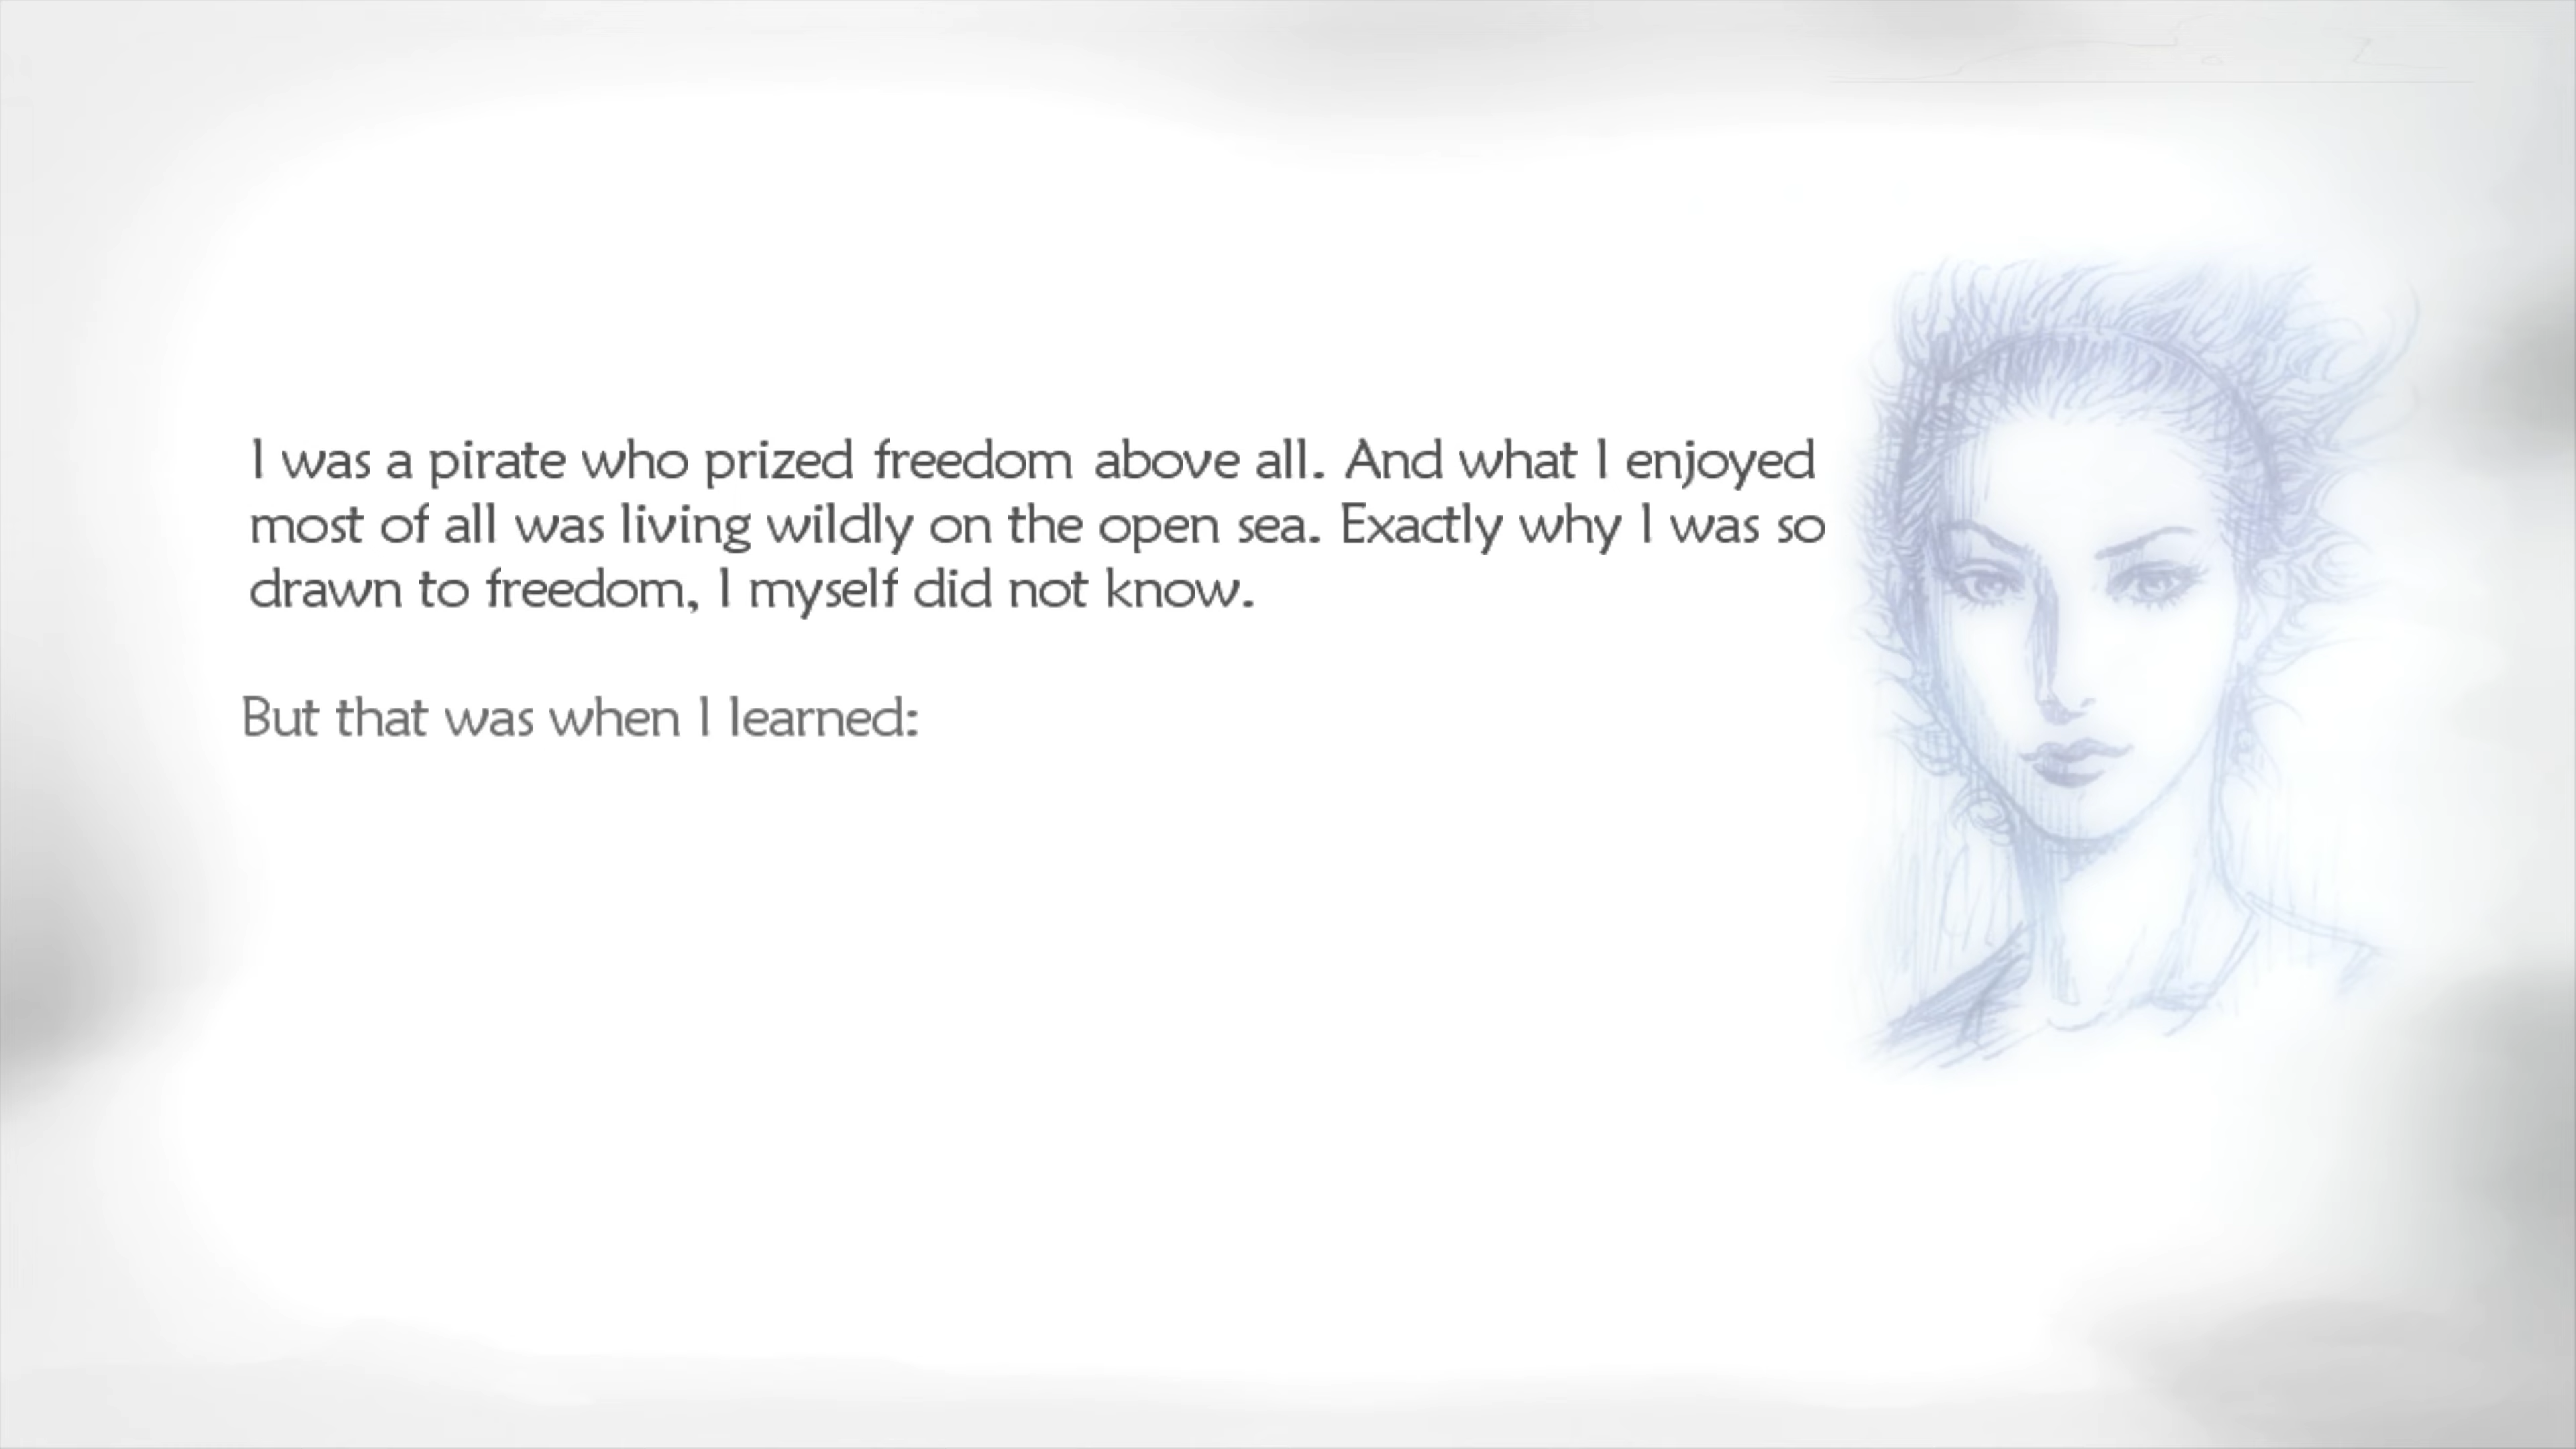 I was a pirate who prized freedom above all. And what I enjoyed
most of all was living wildly on the open sea. Exactly why I was so
drawn to freedom, I myself did not know.
But that was when I learned: